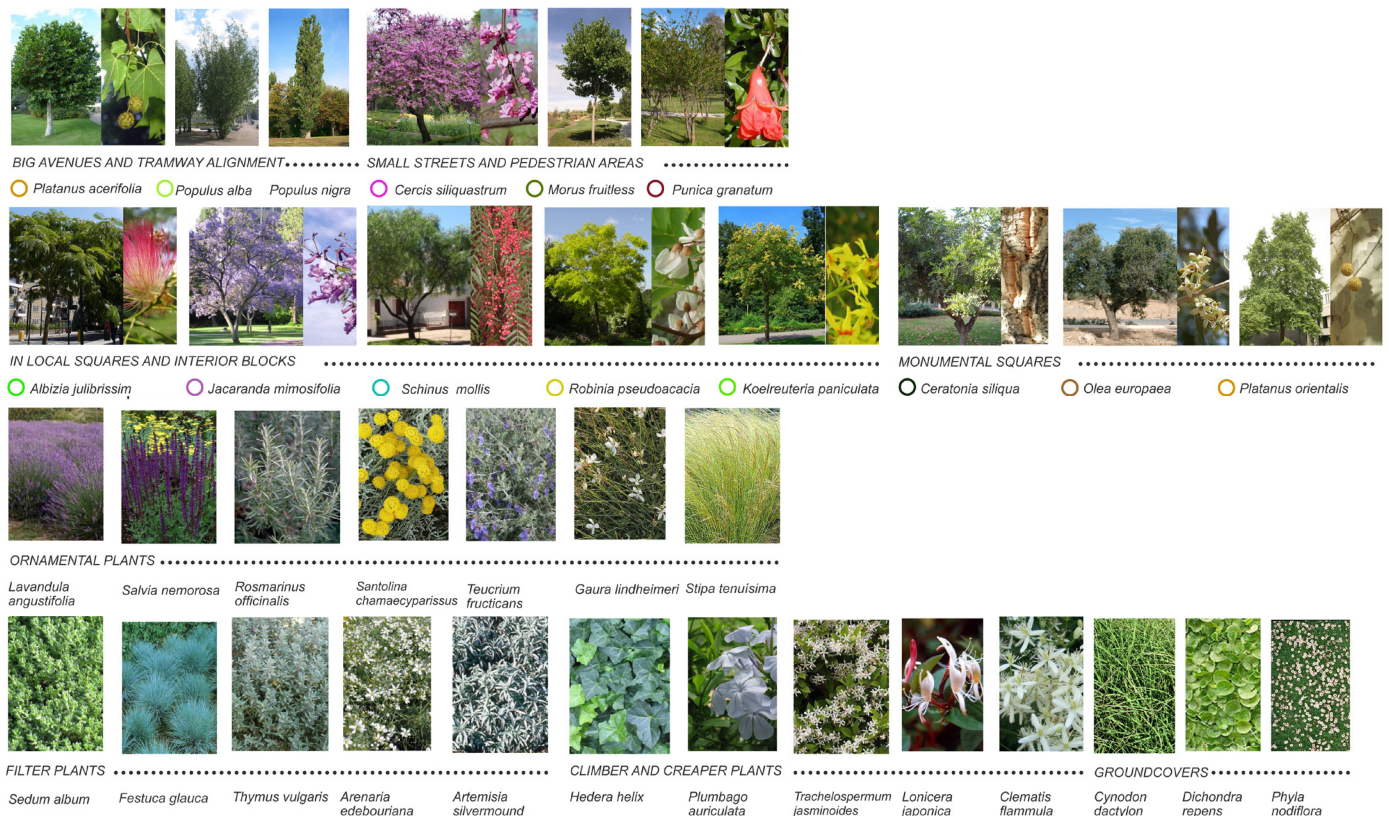 BIG AVENUES AND TRAMWAY ALIGNMENT
SMALL STREETS AND PEDESTRIAN AREAS
Platanus acerifolia
Populus alba
Populus nigra
Cercis siliquastrum
Morus fruitless
Punica granatum
IN LOCAL SQUARES AND INTERIOR BLOCKS
MONUMENTAL SQUARES
Albizia julibrissim
Jacaranda mimosifolia
Schinus mollis
Robinia pseudoacacia
Koelreuteria paniculata
Ceratonia siliqua
Olea europaea
Platanus orientalis
ORNAMENTAL PLANTS
Lavandula
angustifolia
Salvia nemorosa
Rosmarinus
officinalis
Santolina
chamaecyparissus
Teucrium
fructicans
Gaura lindheimeri
Stipa tenuísima
FILTER PLANTS
CLIMBER AND CREAPER PLANTS
GROUNDCOVERS
Sedum album
Festuca glauca
Thymus vulgaris
Arenaria
edebouriana
Artemisia
silvermound
Hedera helix
Plumbago
auriculata
Trachelospermum
jasminoides
Lonicera
japonica
Clematis
flammula
Cynodon
dactylon
Dichondra
repens
Phyla
nodiflora